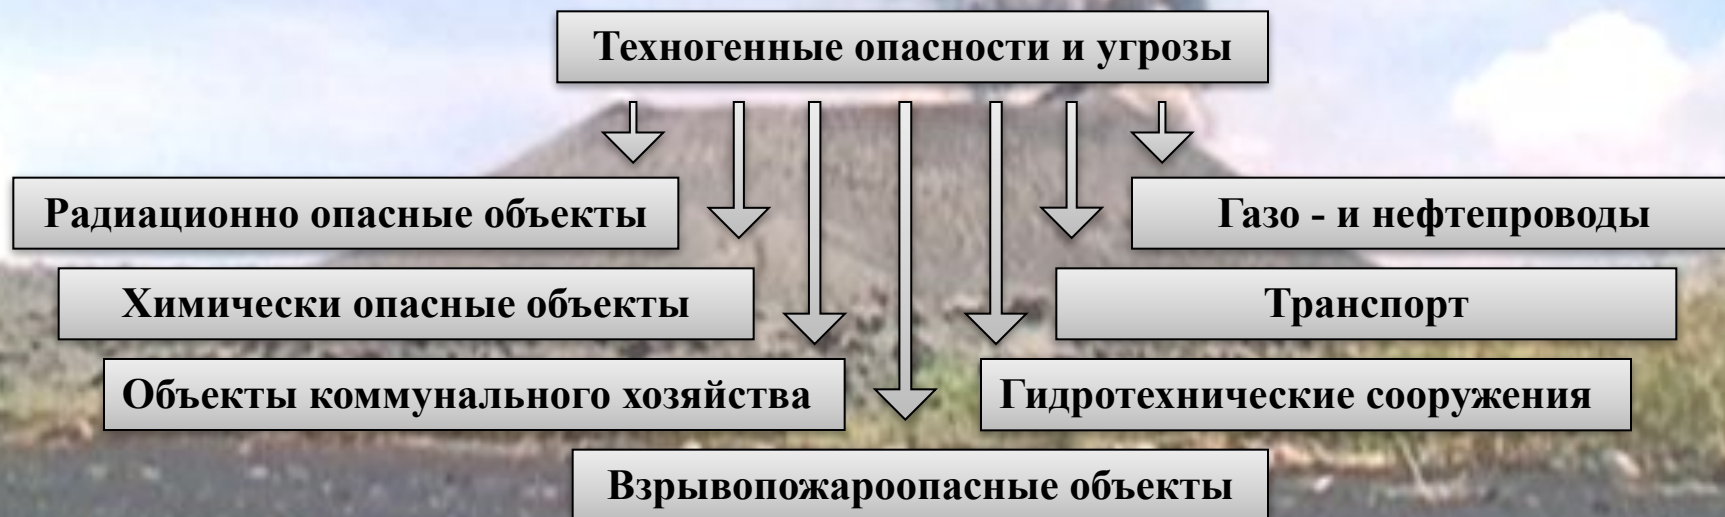 Техногенные опасности и угрозы
Радиационно опасные объекты
Газо - и нефтепроводы
Химически опасные объекты
Транспорт
Объекты коммунального хозяйства
Гидротехнические сооружения
Взрывопожароопасные объекты